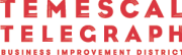 TEMESCAL
TELEGRAPH
BUSINESS IMPROVEMENT DISTRICT